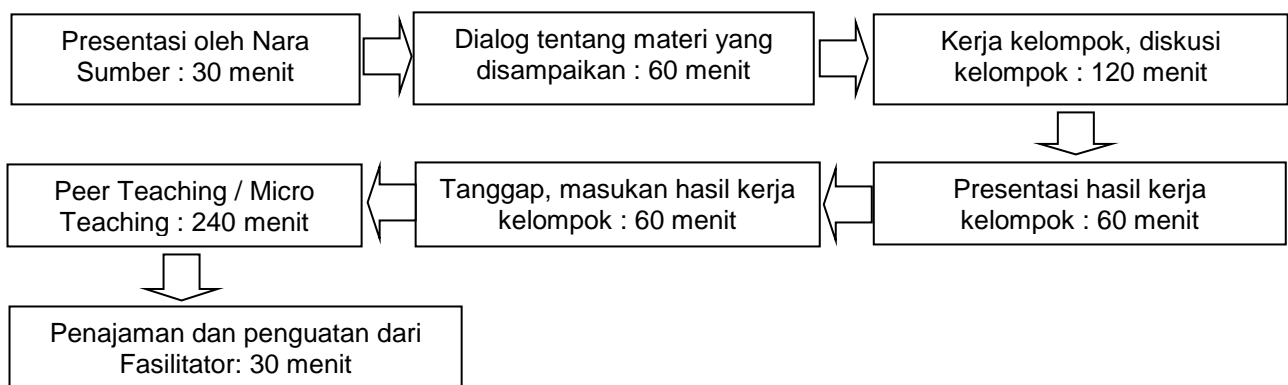 Presentasi oleh Nara
Sumber : 30 menit
Dialog tentang materi yang
disampaikan : 60 menit
Kerja kelompok, diskusi
kelompok : 120 menit
Presentasi hasil kerja
kelompok : 60 menit
Tanggap, masukan hasil kerja
kelompok : 60 menit
Peer Teaching / Micro
Teaching : 240 menit
Penajaman dan penguatan dari
Fasilitator: 30 menit